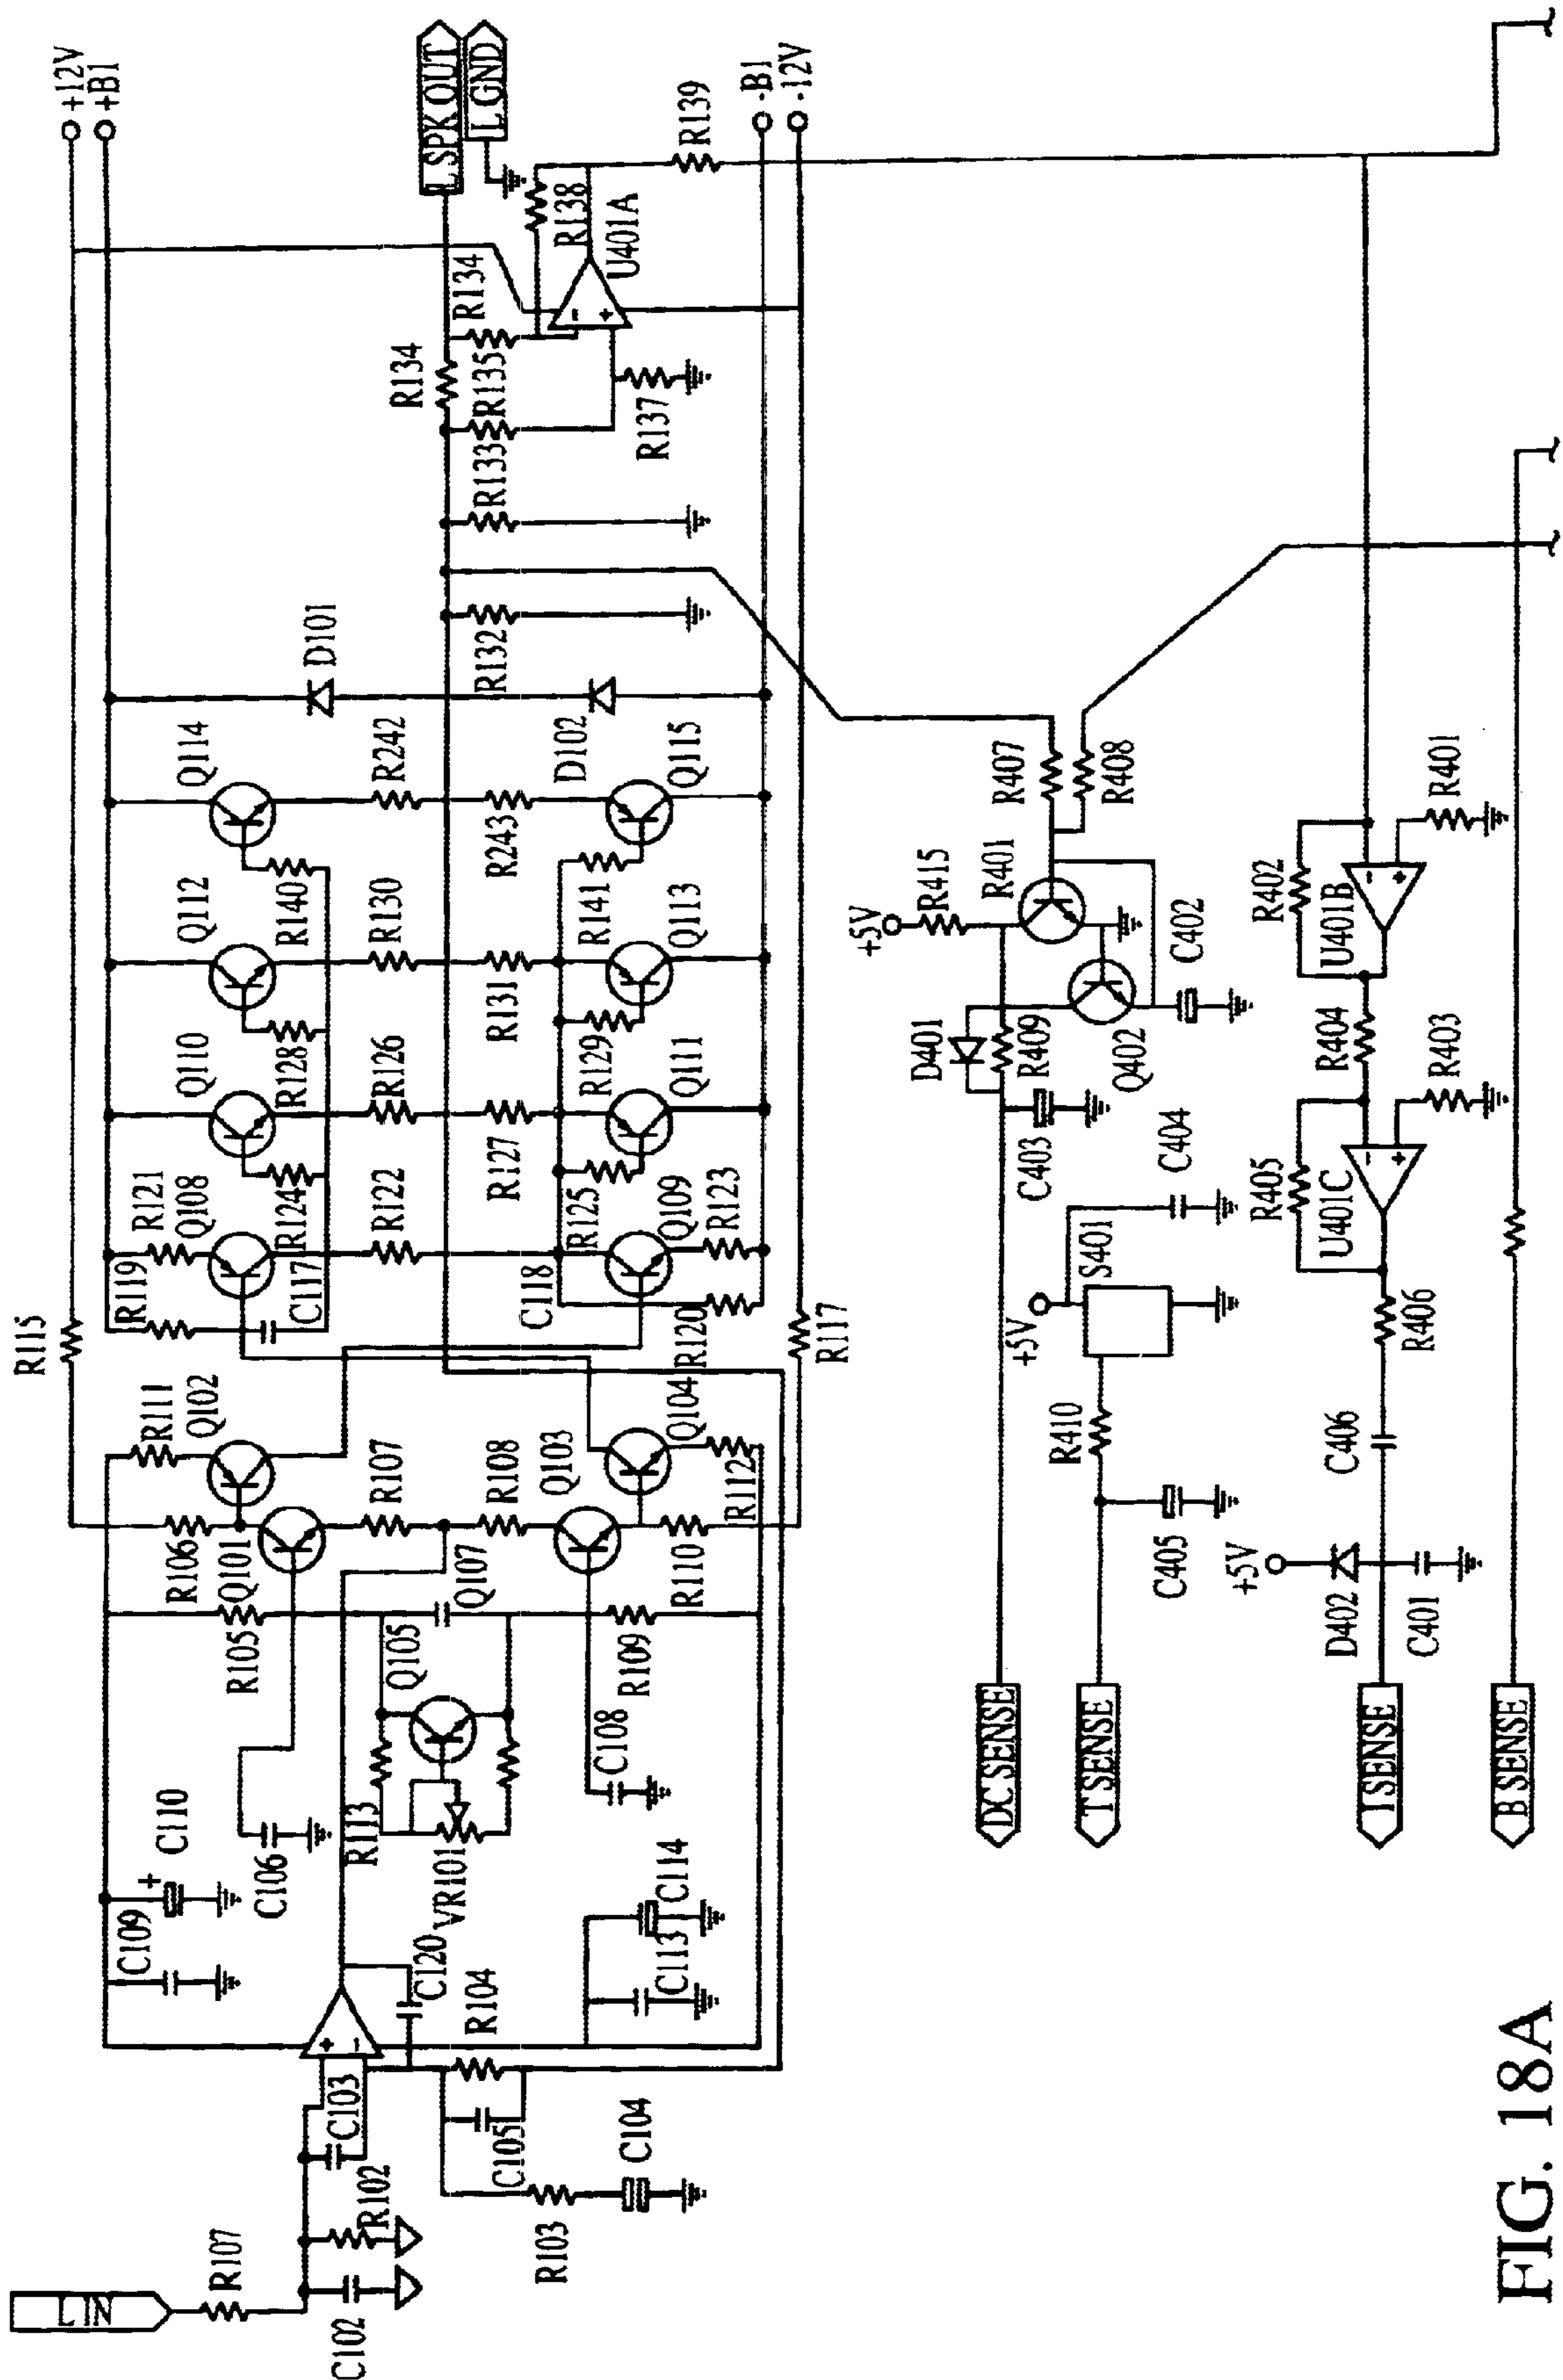 L IN
R107
C102
R102
C103
R103
C104
C105
R104
C120
C109
C110
+
+
-
C106
R113
VR101
C113
C114
C108
Q105
R105
Q107
R109
R106
Q101
R111
Q102
R107
R108
Q103
R110
R112
Q104
R115
R117
R119
R121
Q108
C117
R124
R122
C118
R120
R125
Q109
R123
Q110
R128
R126
R127
R129
Q111
Q112
R140
R130
R131
R141
Q113
Q114
R242
R243
Q115
D101
D102
R132
R133
R135
R134
R134
R137
R138
-
+
U401A
R139
+12V
+B1
L SPK OUT
L GND
-B1
-12V
DC SENSE
C403
D401
R409
Q402
C402
+5V
R415
R401
R407
R408
T SENSE
C405
R410
+5V
S401
C404
I SENSE
+5V
D402
C401
C406
R406
U401C
-
+
R405
R403
R404
U401B
-
+
R402
R401
B SENSE
FIG. 18A